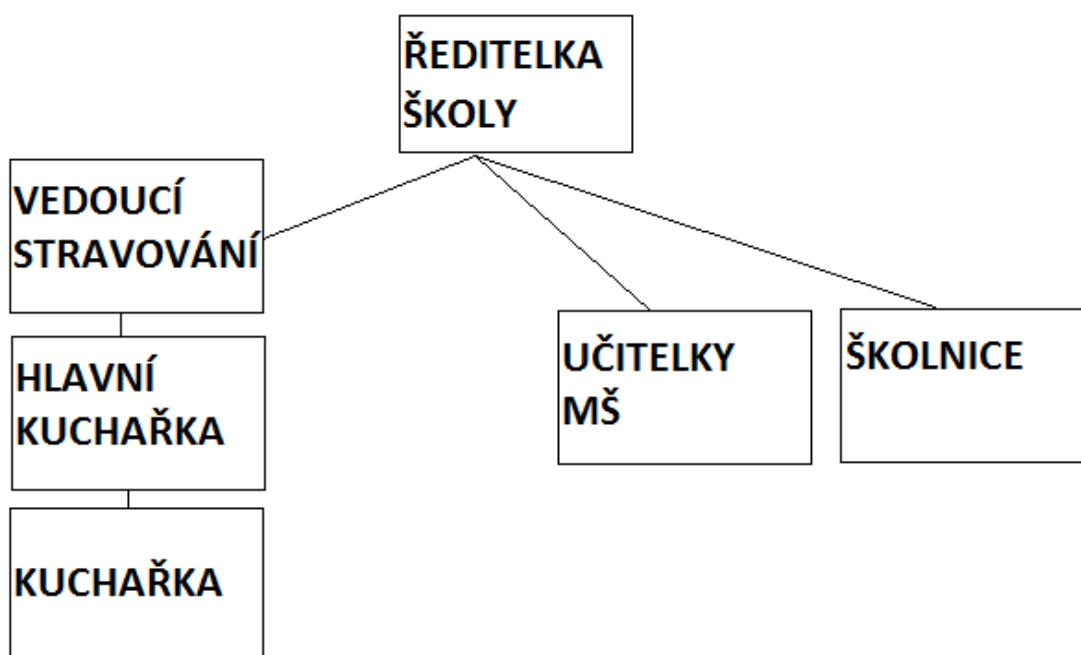 ŘEDITELKA
ŠKOLY
VEDOUCÍ
STRAVOVÁNÍ
HLAVNÍ
KUCHAŘKA
KUCHAŘKA
UČITELKY
MŠ
ŠKOLNICE